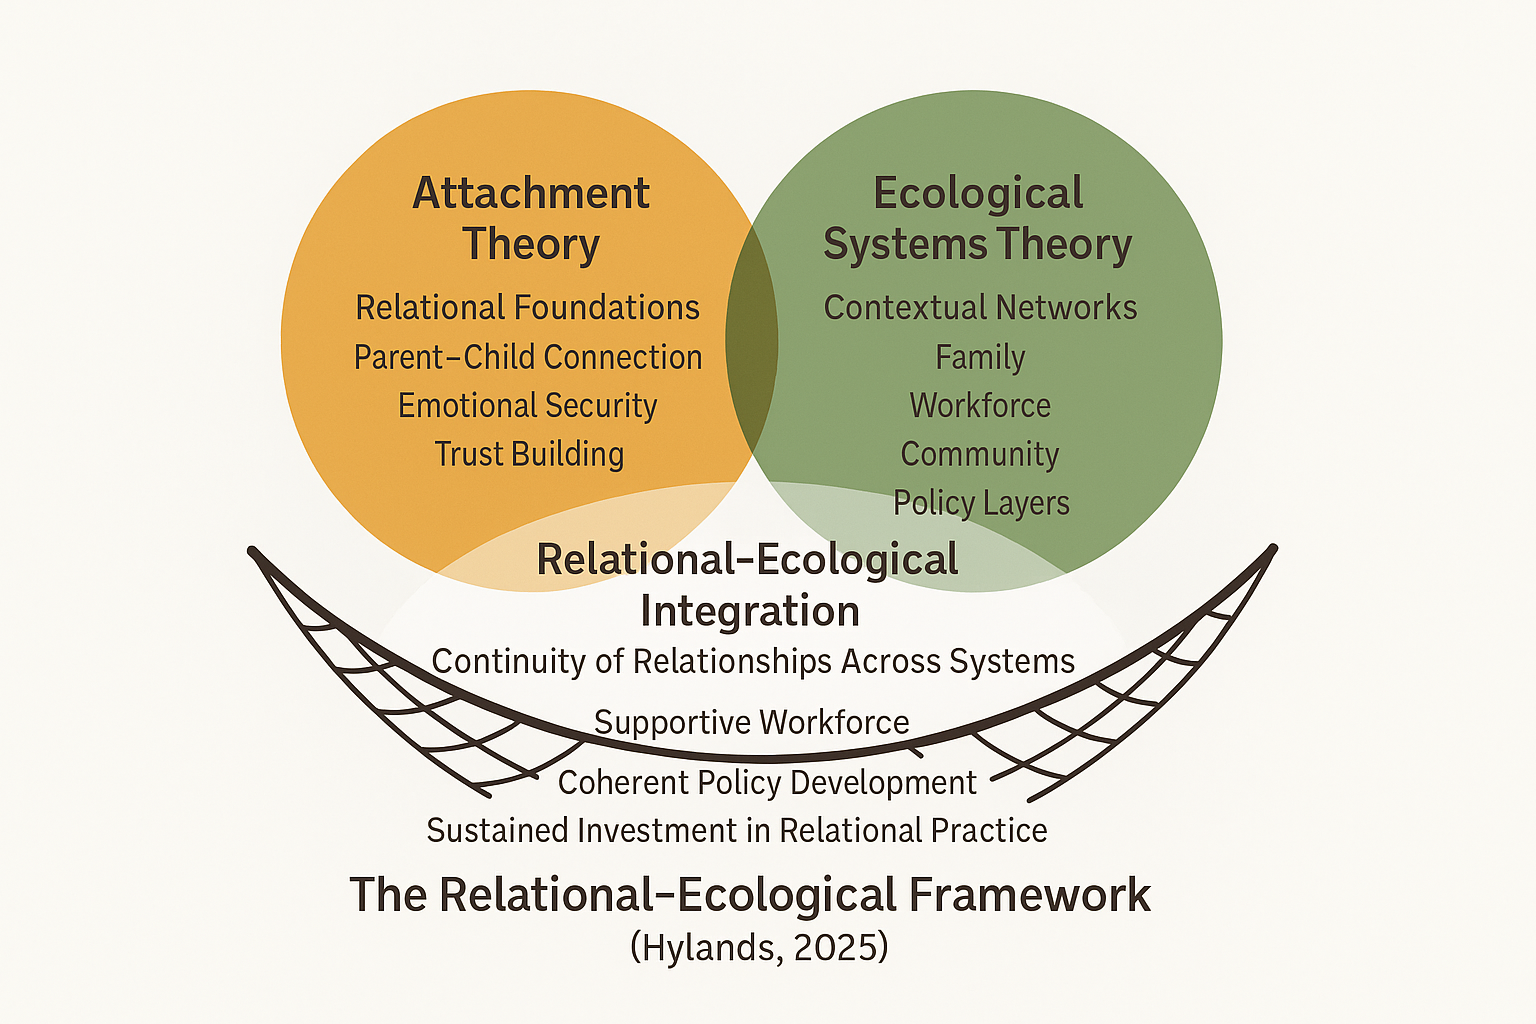 Attachment
Theory
Relational Foundations
Parent–Child Connection
Emotional Security
Trust Building
Ecological
Systems Theory
Contextual Networks
Family
Workforce
Community
Policy Layers
Relational–Ecological
Integration
Continuity of Relationships Across Systems
Supportive Workforce
Coherent Policy Development
Sustained Investment in Relational Practice
The Relational–Ecological Framework
(Hylands, 2025)